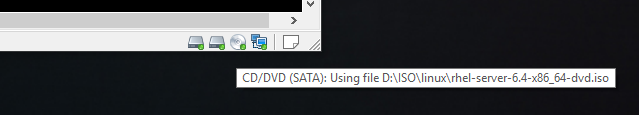 CD/DVD (SATA): Using file D:\ISO\linux\rhel-server-6.4-x86_64-dvd.iso